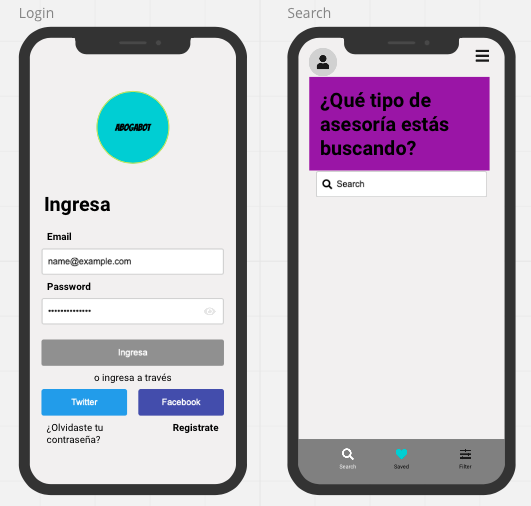 Login
ABOGABOT
Ingresa
Email
name@example.com
Password
••••••••••••••
Ingresa
o ingresa a través
Twitter
Facebook
¿Olvidaste tu
contraseña?
Registrate
Search
¿Qué tipo de
asesoría estás
buscando?
Search
Search
Saved
Filter